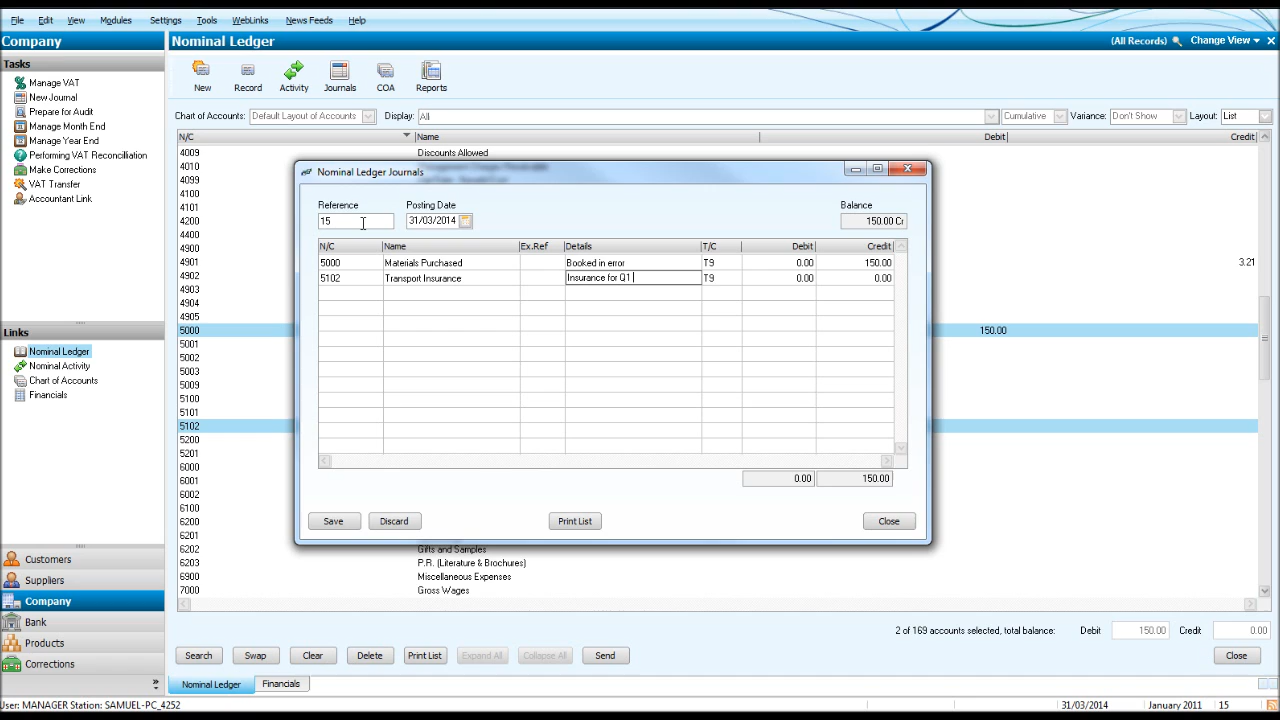 File Edit View Modules Settings Tools WebLinks News Feeds Help
Company
Nominal Ledger
(All Records) Change View
Tasks
Manage VAT
New Journal
Prepare for Audit
Manage Month End
Manage Year End
Performing VAT Reconciliation
Make Corrections
VAT Transfer
Accountant Link
New Record Activity Journals COA Reports
Chart of Accounts: Default Layout of Accounts Display: All Cumulative Variance: Don't Show Layout: List
N/C Name Debit Credit
4009 Discounts Allowed
4010
4099
4100
4101
4200
4400
4900
4901 3.21
4902
4903
4904
4905
5000 150.00
5001
5002
5003
5009
5100
5101
5102
5200
5201
6000
6002
6100
6200
6201
6202 Gifts and Samples
6203 P.R. (Literature & Brochures)
6900 Miscellaneous Expenses
7000 Gross Wages
Nominal Ledger Journals
Reference Posting Date Balance
15 31/03/2014 150.00 Cr
N/C Name Ex.Ref Details T/C Debit Credit
5000 Materials Purchased Booked in error T9 0.00 150.00
5102 Transport Insurance Insurance for Q1 T9 0.00 0.00
0.00 150.00
Save Discard Print List Close
Links
Nominal Ledger
Nominal Activity
Chart of Accounts
Financials
Customers
Suppliers
Company
Bank
Products
Corrections
2 of 169 accounts selected, total balance: Debit 150.00 Credit 0.00
Search Swap Clear Delete Print List Expand All Collapse All Send Close
Nominal Ledger Financials
User: MANAGER Station: SAMUEL-PC_4252 31/03/2014 January 2011 15